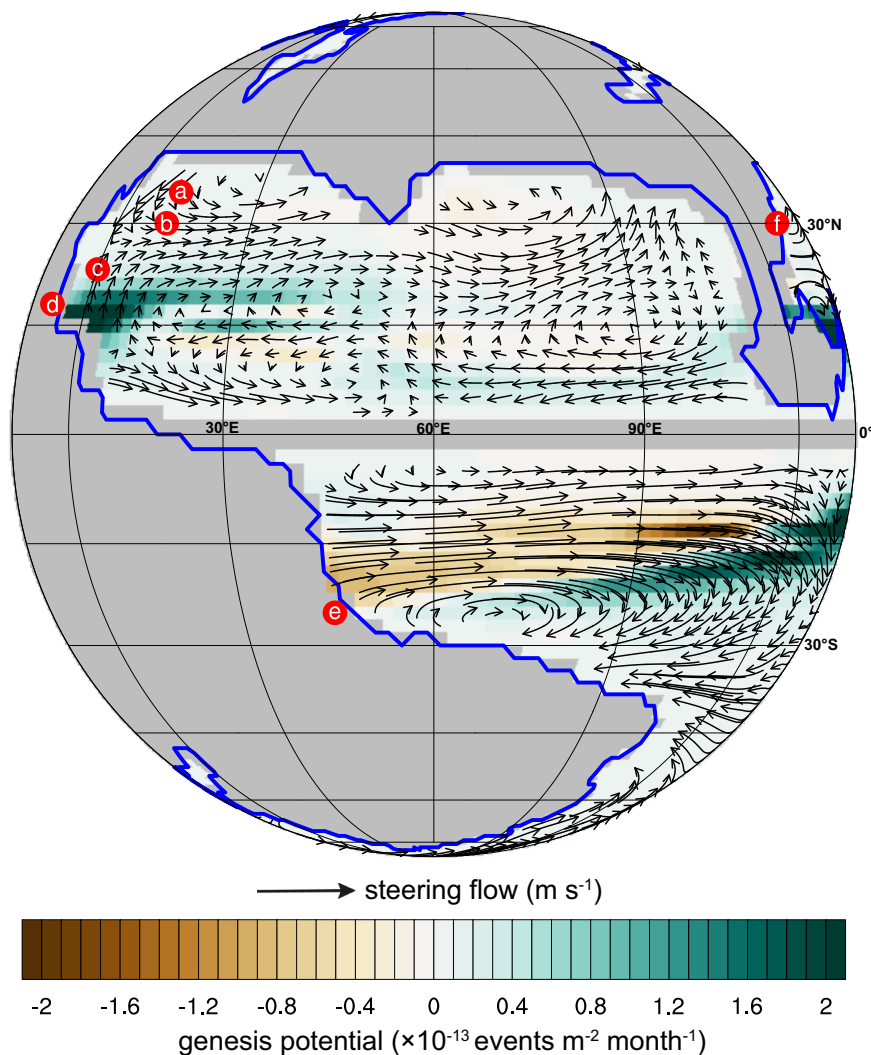 a
b
f
30°N
c
d
30°E 60°E 90°E 0°
e
30°S
steering flow (m s⁻¹)
-2 -1.6 -1.2 -0.8 -0.4 0 0.4 0.8 1.2 1.6 2
genesis potential (×10⁻¹³ events m⁻² month⁻¹)